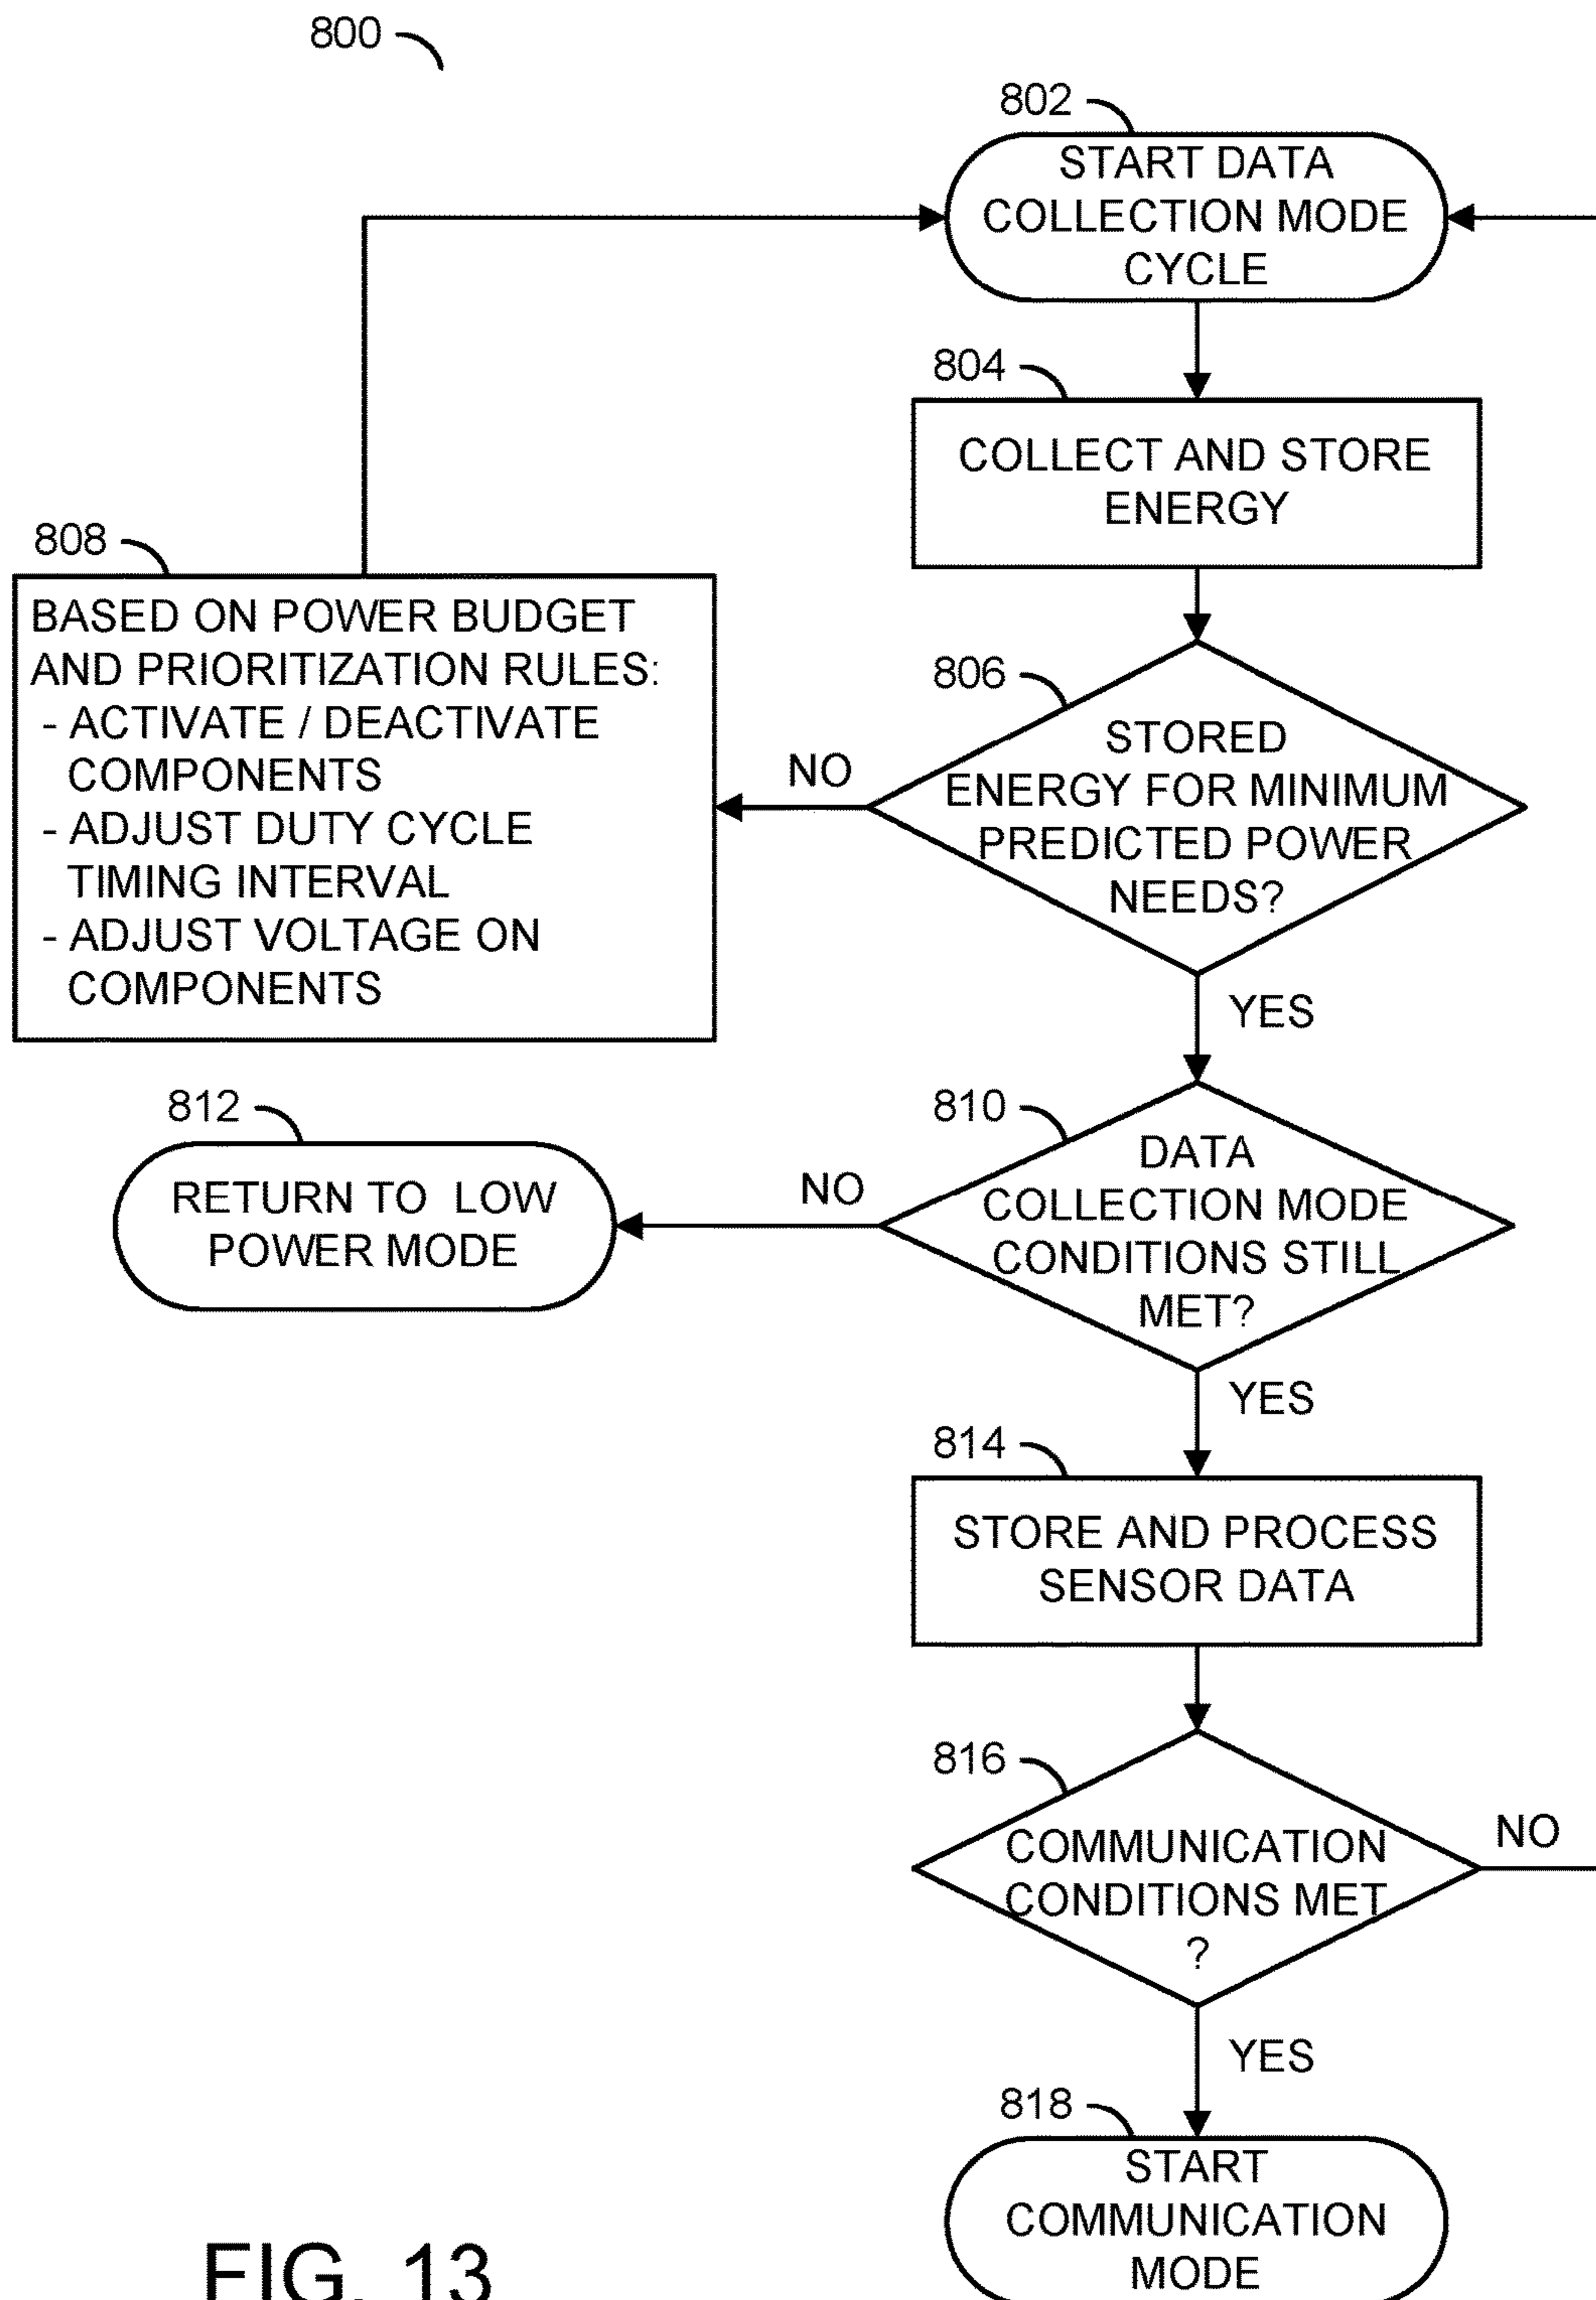 800
802
START DATA
COLLECTION MODE
CYCLE
804
COLLECT AND STORE
ENERGY
808
BASED ON POWER BUDGET
AND PRIORITIZATION RULES:
- ACTIVATE / DEACTIVATE
COMPONENTS
- ADJUST DUTY CYCLE
TIMING INTERVAL
- ADJUST VOLTAGE ON
COMPONENTS
806
STORED
ENERGY FOR MINIMUM
PREDICTED POWER
NEEDS?
NO
YES
812
RETURN TO LOW
POWER MODE
810
DATA
COLLECTION MODE
CONDITIONS STILL
MET?
NO
YES
814
STORE AND PROCESS
SENSOR DATA
816
COMMUNICATION
CONDITIONS MET
?
NO
YES
818
START
COMMUNICATION
MODE
FIG. 13